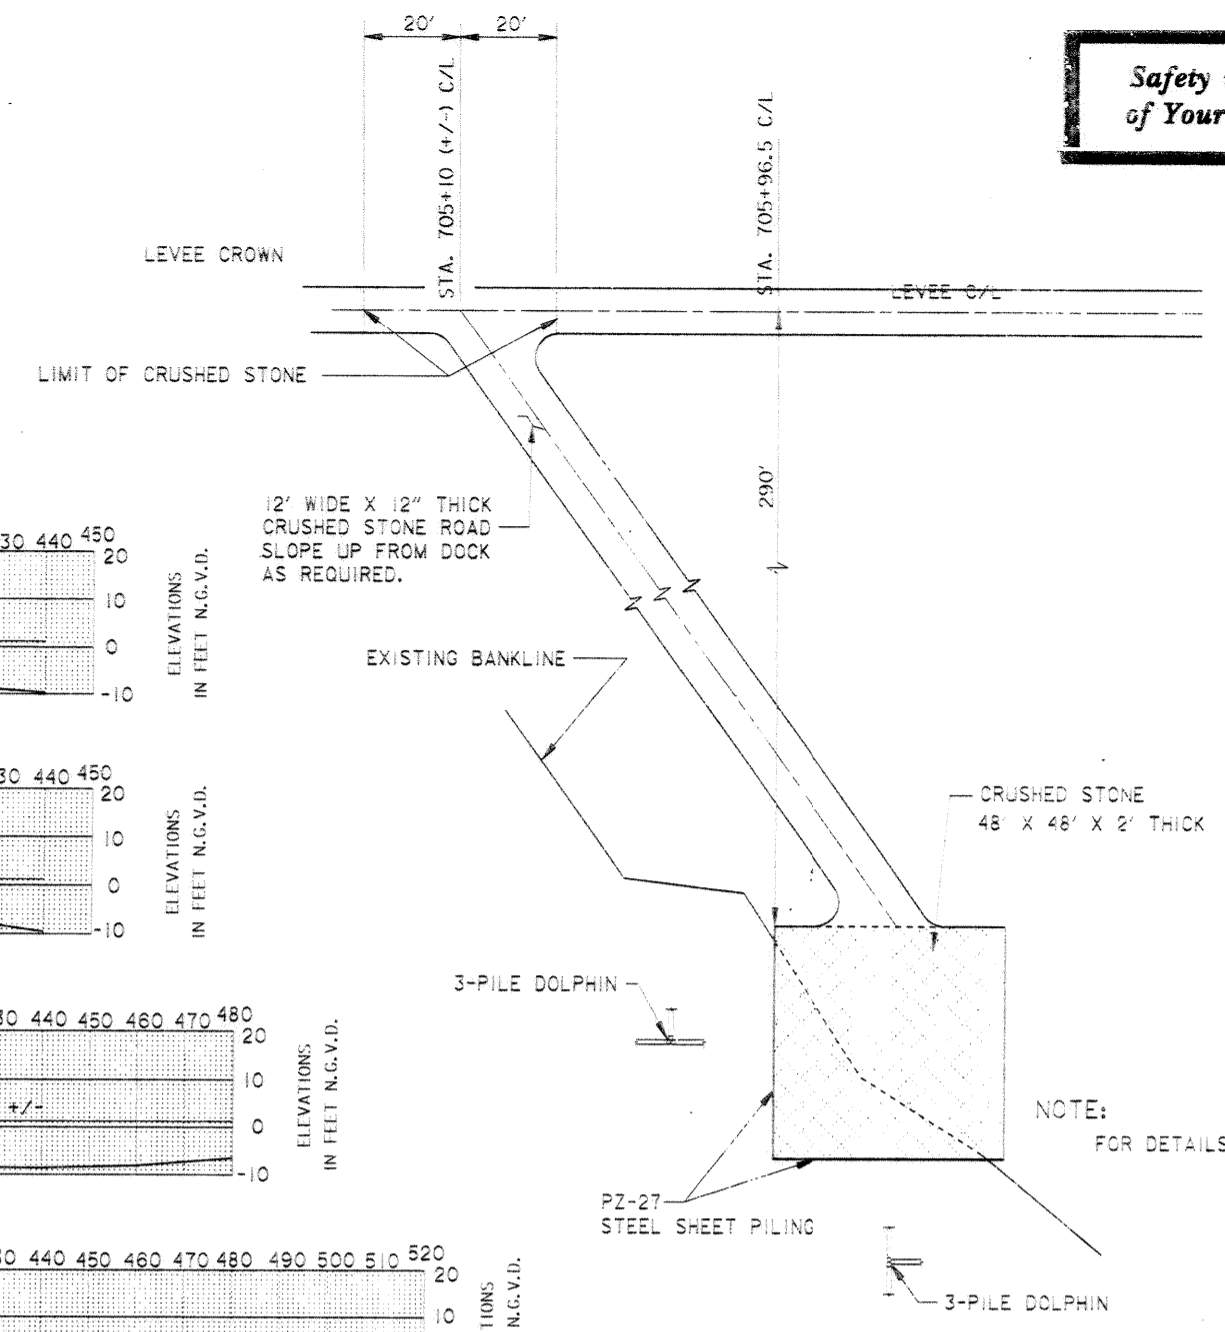 20' 20'
Safety
of Your
STA. 705+10 (+/-) C/L
STA. 705+96.5 C/L
LEVEE CROWN
LEVEE C/L
LIMIT OF CRUSHED STONE
290'
12' WIDE X 12" THICK
CRUSHED STONE ROAD
SLOPE UP FROM DOCK
AS REQUIRED.
30 440 450
20
10
0
-10
ELEVATIONS
IN FEET N.G.V.D.
EXISTING BANKLINE
30 440 450
20
10
0
-10
ELEVATIONS
IN FEET N.G.V.D.
CRUSHED STONE
48' X 48' X 2' THICK
3-PILE DOLPHIN
30 440 450 460 470 480
20
10
+/-
0
-10
ELEVATIONS
IN FEET N.G.V.D.
NOTE:
FOR DETAILS
PZ-27
STEEL SHEET PILING
30 440 450 460 470 480 490 500 510 520
20
10
TIONS
N.G.V.D.
3-PILE DOLPHIN